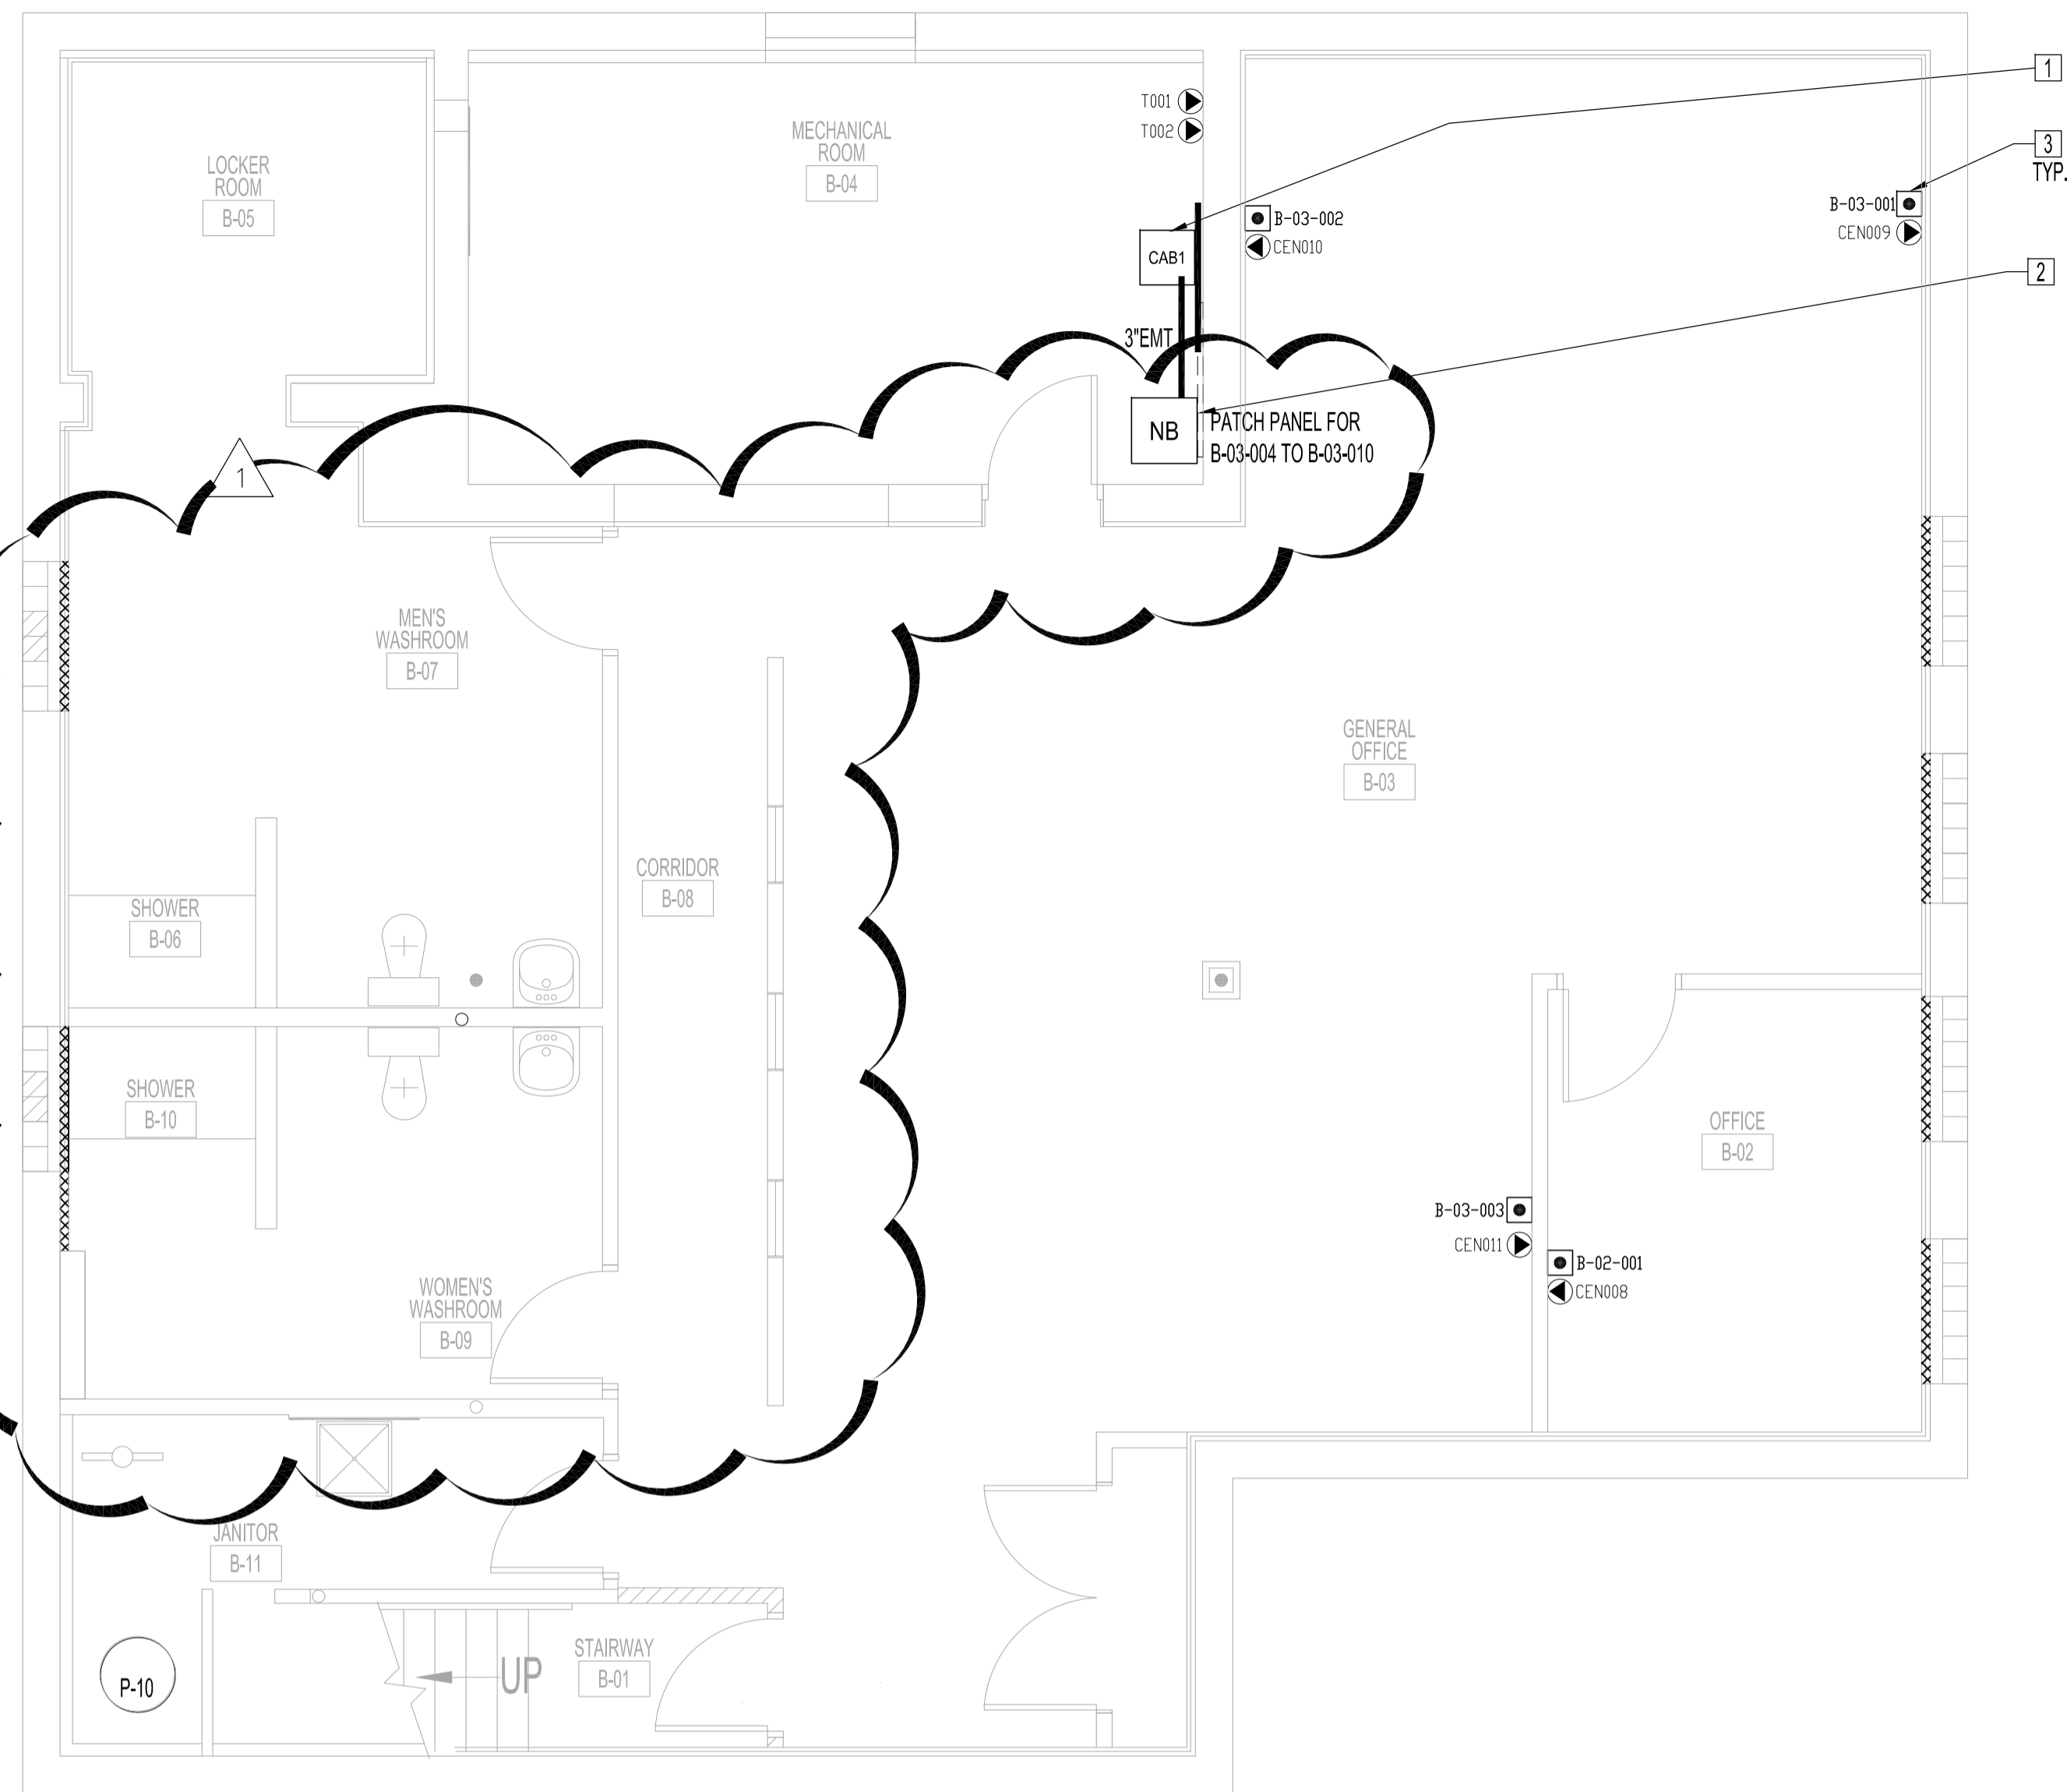 1
T001
T002
MECHANICAL
ROOM
B-04
3
TYP.
LOCKER
ROOM
B-05
B-03-001
CEN009
B-03-002
CEN010
CAB1
2
3"EMT
PATCH PANEL FOR
B-03-004 TO B-03-010
NB
1
MEN'S
WASHROOM
B-07
GENERAL
OFFICE
B-03
CORRIDOR
B-08
SHOWER
B-06
SHOWER
B-10
OFFICE
B-02
B-03-003
CEN011
B-02-001
CEN008
WOMEN'S
WASHROOM
B-09
JANITOR
B-11
STAIRWAY
B-01
UP
P-10